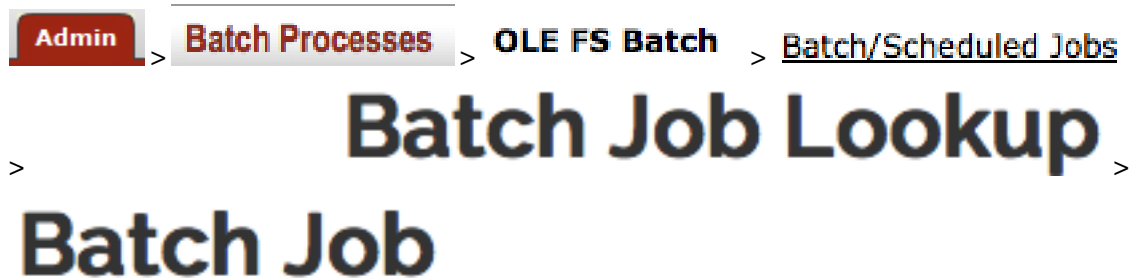 Admin > Batch Processes > OLE FS Batch > Batch/Scheduled Jobs
> Batch Job Lookup >
Batch Job